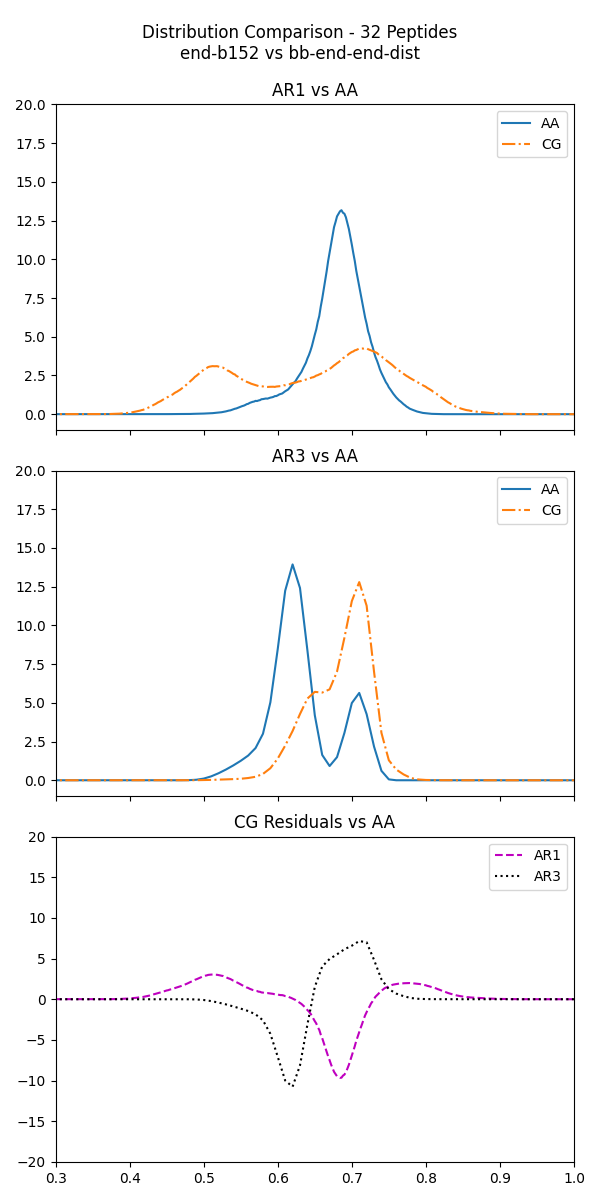 Distribution Comparison - 32 Peptides
end-b152 vs bb-end-end-dist
AR1 vs AA
20.0
17.5
15.0
12.5
10.0
7.5
5.0
2.5
0.0
AA
CG
AR3 vs AA
20.0
17.5
15.0
12.5
10.0
7.5
5.0
2.5
0.0
AA
CG
CG Residuals vs AA
20
15
10
5
0
−5
−10
−15
−20
AR1
AR3
0.3 0.4 0.5 0.6 0.7 0.8 0.9 1.0